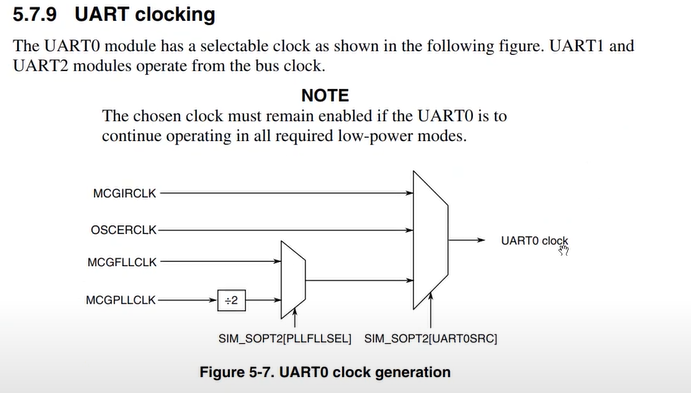 5.7.9 UART clocking
The UART0 module has a selectable clock as shown in the following figure. UART1 and
UART2 modules operate from the bus clock.
NOTE
The chosen clock must remain enabled if the UART0 is to
continue operating in all required low-power modes.
MCGIRCLK
OSCERCLK
UART0 clock
MCGFLLCLK
MCGPLLCLK
÷2
SIM_SOPT2[PLLFLLSEL] SIM_SOPT2[UART0SRC]
Figure 5-7. UART0 clock generation